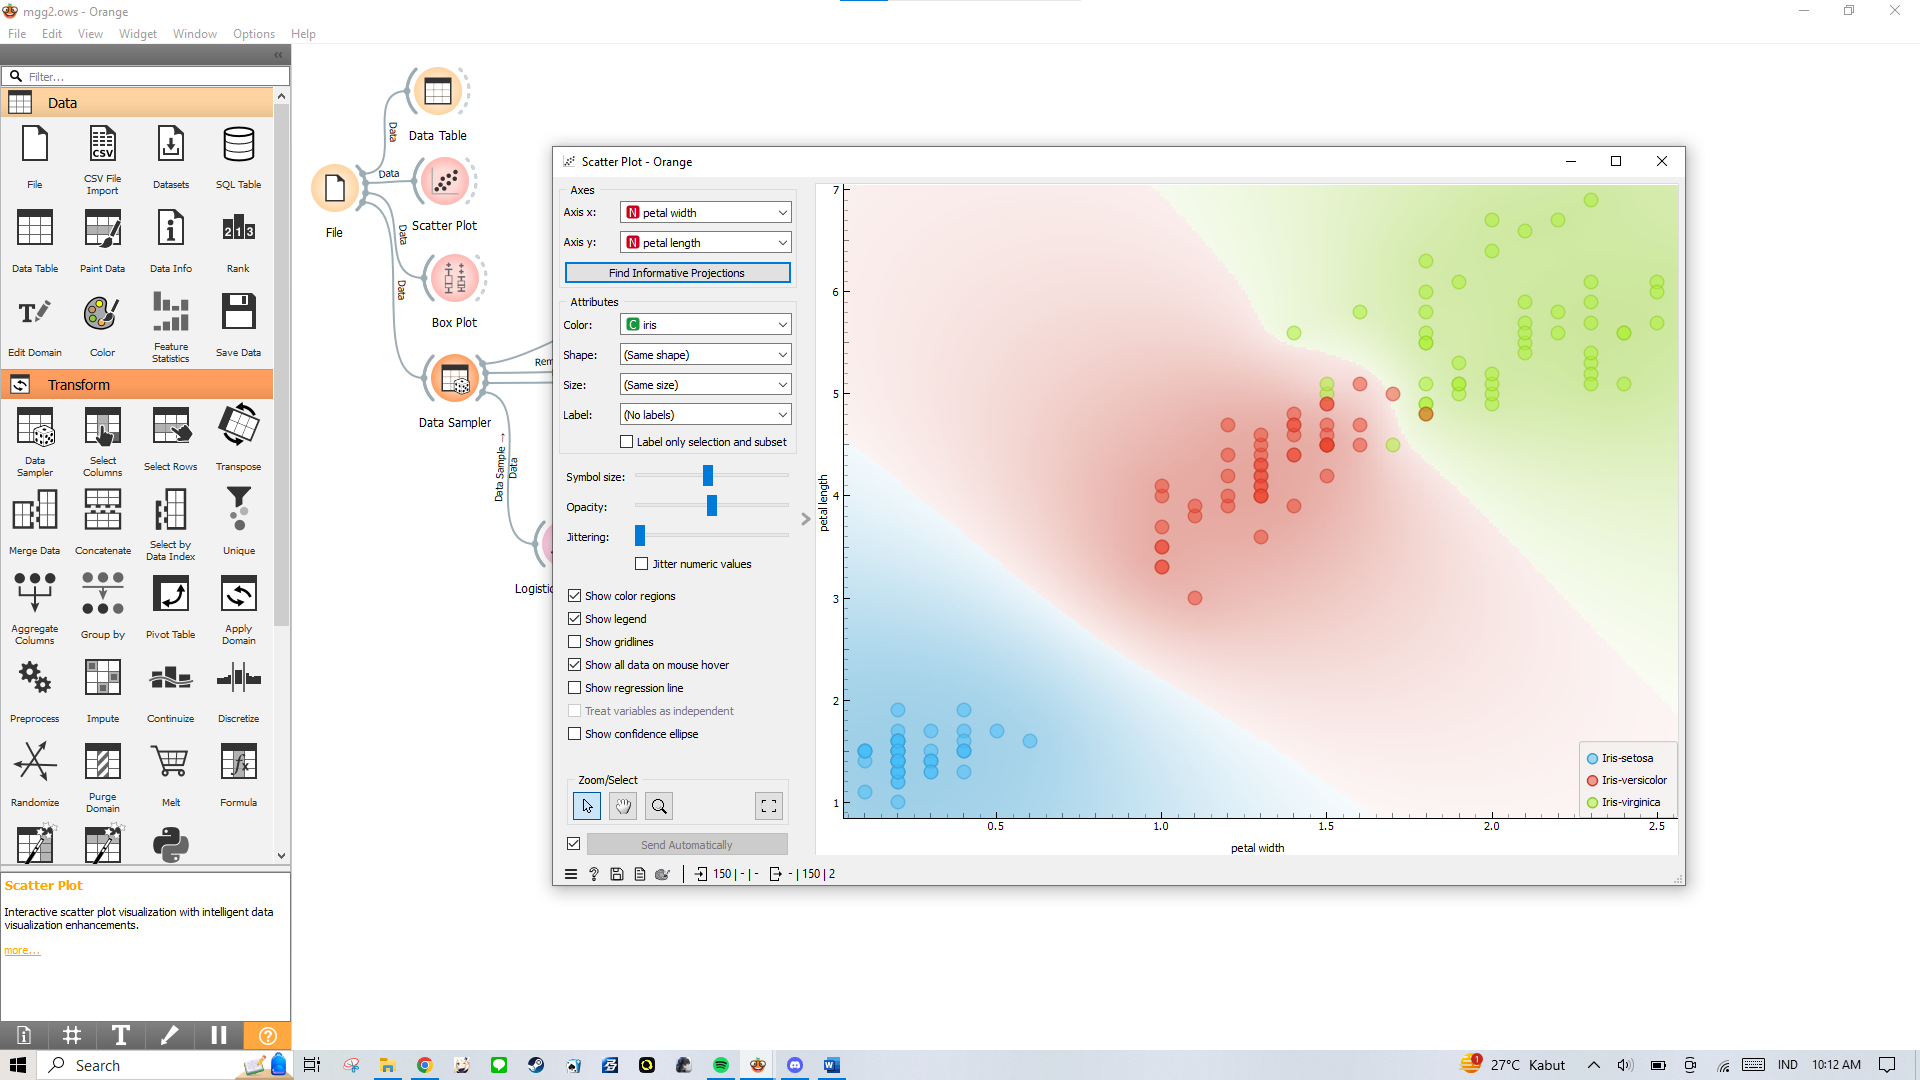 mgg2.ows - Orange
File Edit View Widget Window Options Help
Filter...
Data
File
CSV File Import
Datasets
SQL Table
Data Table
Paint Data
Data Info
Rank
Edit Domain
Color
Feature Statistics
Save Data
Transform
Data Sampler
Select Columns
Select Rows
Transpose
Merge Data
Concatenate
Select by Data Index
Unique
Aggregate Columns
Group by
Pivot Table
Apply Domain
Preprocess
Impute
Continuize
Discretize
Randomize
Purge Domain
Melt
Formula
Scatter Plot
Interactive scatter plot visualization with intelligent data
visualization enhancements.
more...
File
Data
Data Table
Data
Scatter Plot
Data
Box Plot
Data
Data Sampler
Rem
Data Sample → Data
Logistic
Scatter Plot - Orange
Axes
Axis x: N petal width
Axis y: N petal length
Find Informative Projections
Attributes
Color: C iris
Shape: (Same shape)
Size: (Same size)
Label: (No labels)
Label only selection and subset
Symbol size:
Opacity:
Jittering:
Jitter numeric values
Show color regions
Show legend
Show gridlines
Show all data on mouse hover
Show regression line
Treat variables as independent
Show confidence ellipse
Zoom/Select
Send Automatically
150 | - | - - | 150 | 2
7
6
5
4
3
2
1
petal length
0.5 1.0 1.5 2.0 2.5
petal width
Iris-setosa
Iris-versicolor
Iris-virginica
Search
27°C Kabut
IND
10:12 AM